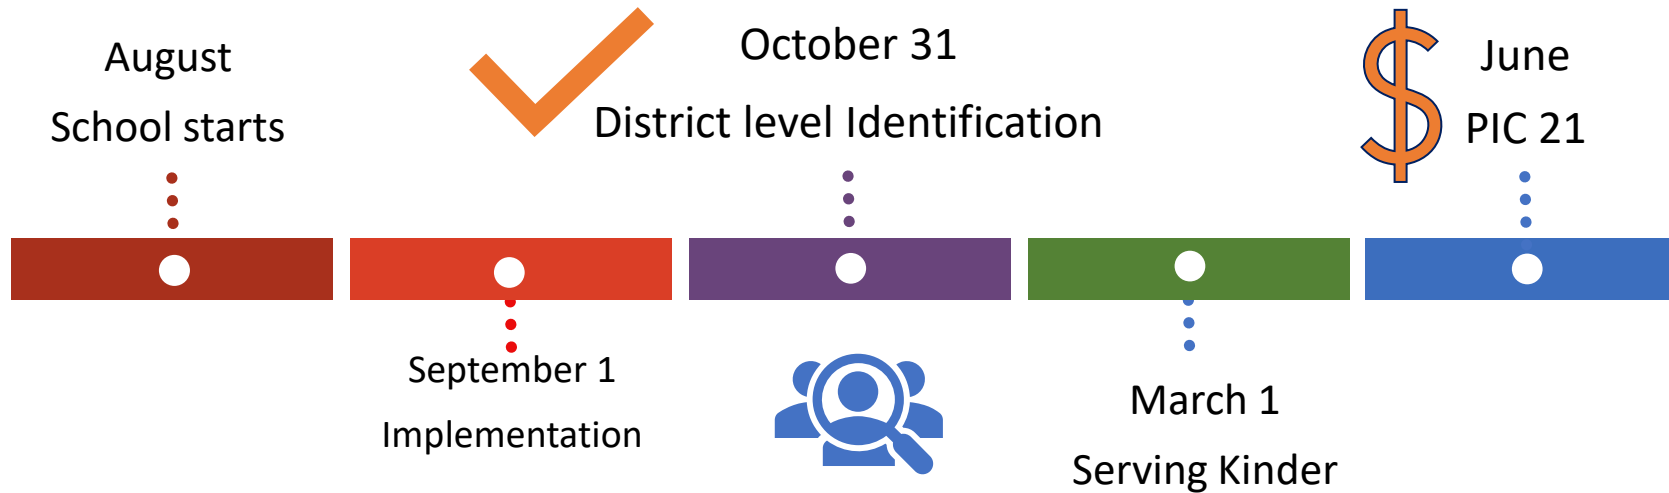 August
School starts
September 1
Implementation
October 31
District level Identification
March 1
Serving Kinder
$
June
PIC 21